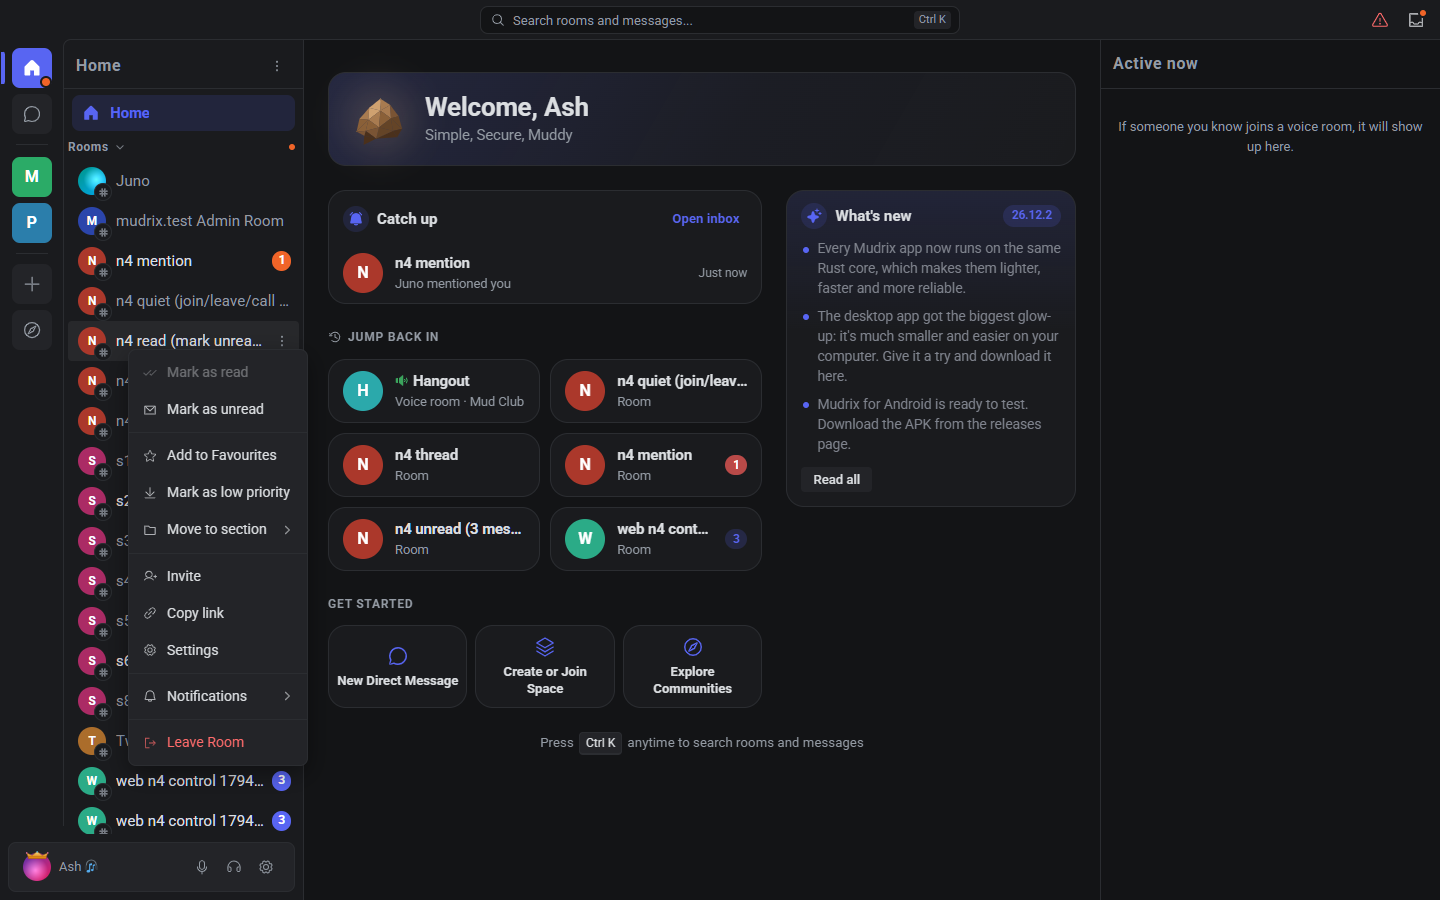 Search rooms and messages...
Ctrl K
Home
Home
Rooms
M
P
Juno
M
mudrix.test Admin Room
N
n4 mention
1
N
n4 quiet (join/leave/call ...
N
n4 read (mark unrea...
N
n4
N
n4
S
s1
S
s2
S
s3
S
s4
S
s5
S
s6
S
s8
T
Tw
W
web n4 control 1794...
3
W
web n4 control 1794...
3
Mark as read
Mark as unread
Add to Favourites
Mark as low priority
Move to section
Invite
Copy link
Settings
Notifications
Leave Room
Ash
Welcome, Ash
Simple, Secure, Muddy
Catch up
Open inbox
N
n4 mention
Juno mentioned you
Just now
JUMP BACK IN
H
Hangout
Voice room · Mud Club
N
n4 quiet (join/leav...
Room
N
n4 thread
Room
N
n4 mention
Room
1
N
n4 unread (3 mes...
Room
W
web n4 cont...
Room
3
GET STARTED
New Direct Message
Create or Join
Space
Explore
Communities
Press Ctrl K anytime to search rooms and messages
What's new
26.12.2
Every Mudrix app now runs on the same
Rust core, which makes them lighter,
faster and more reliable.
The desktop app got the biggest glow-
up: it's much smaller and easier on your
computer. Give it a try and download it
here.
Mudrix for Android is ready to test.
Download the APK from the releases
page.
Read all
Active now
If someone you know joins a voice room, it will show
up here.